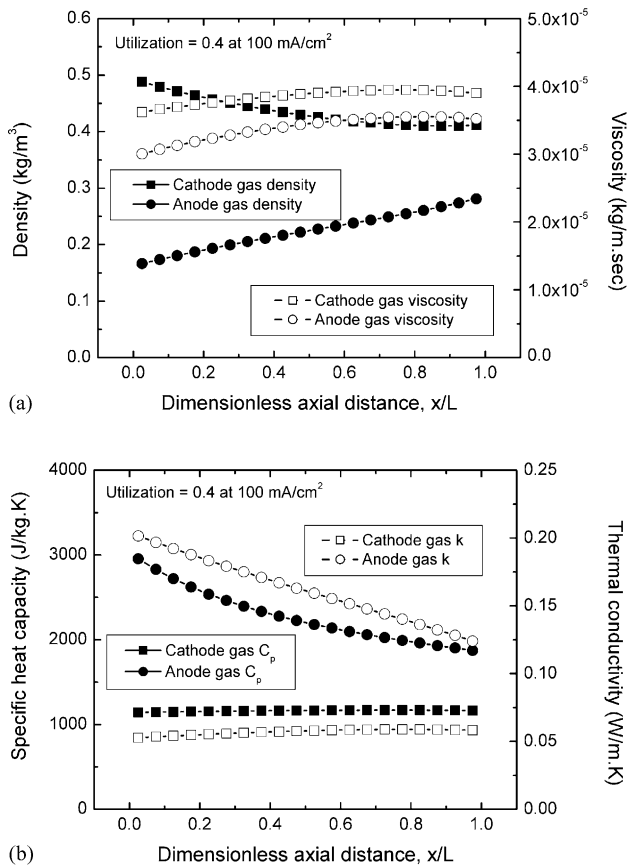 Utilization = 0.4 at 100 mA/cm²
0.6
0.5
0.4
0.3
0.2
0.1
0.0
Density (kg/m³)
5.0x10⁻⁵
4.0x10⁻⁵
3.0x10⁻⁵
2.0x10⁻⁵
1.0x10⁻⁵
0.0
Viscosity (kg/m.sec)
Cathode gas density
Anode gas density
Cathode gas viscosity
Anode gas viscosity
0.0 0.2 0.4 0.6 0.8 1.0
(a)
Dimensionless axial distance, x/L
Utilization = 0.4 at 100 mA/cm²
4000
3000
2000
1000
0
Specific heat capacity (J/kg.K)
0.25
0.20
0.15
0.10
0.05
0.00
Thermal conductivity (W/m.K)
Cathode gas k
Anode gas k
Cathode gas Cₚ
Anode gas Cₚ
0.0 0.2 0.4 0.6 0.8 1.0
(b)
Dimensionless axial distance, x/L